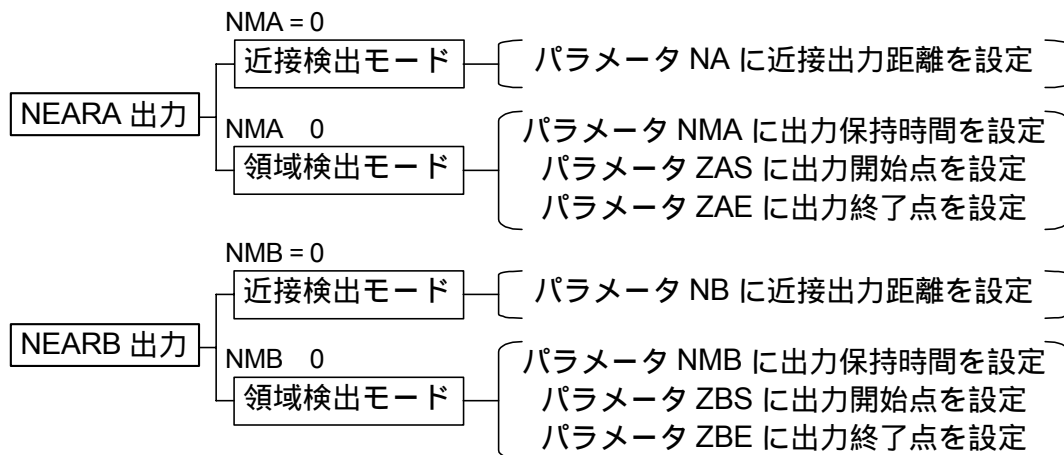 NMA = 0
近接検出モード
パラメータ NA に近接出力距離を設定
NEARA 出力
NMA 0
領域検出モード
パラメータ NMA に出力保持時間を設定
パラメータ ZAS に出力開始点を設定
パラメータ ZAE に出力終了点を設定
NMB = 0
近接検出モード
パラメータ NB に近接出力距離を設定
NEARB 出力
NMB 0
領域検出モード
パラメータ NMB に出力保持時間を設定
パラメータ ZBS に出力開始点を設定
パラメータ ZBE に出力終了点を設定